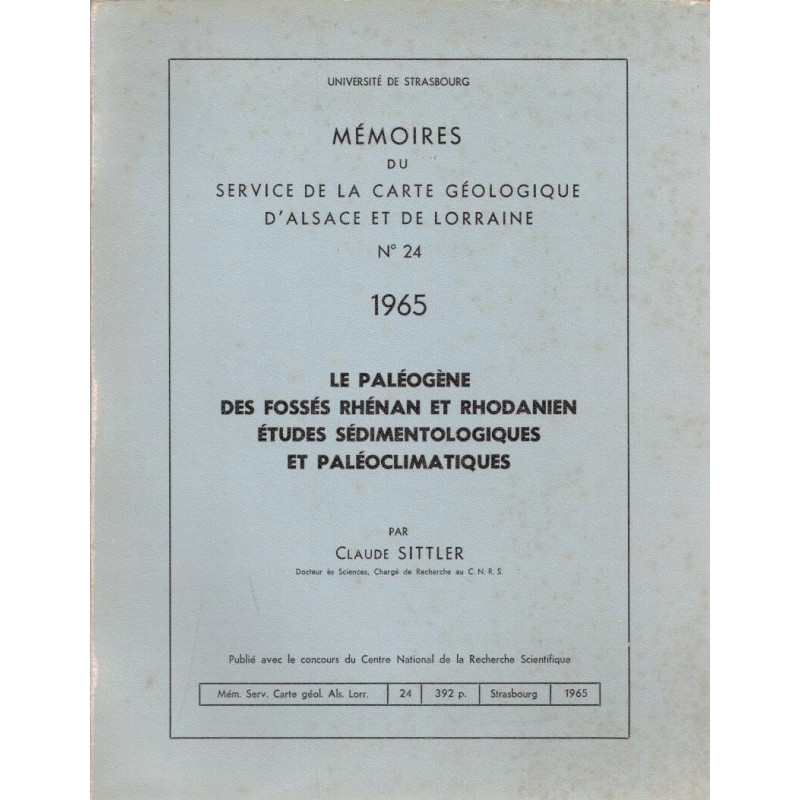 UNIVERSITÉ DE STRASBOURG
MÉMOIRES
DU
SERVICE DE LA CARTE GÉOLOGIQUE
D'ALSACE ET DE LORRAINE
N° 24
1965
LE PALÉOGÈNE
DES FOSSÉS RHÉNAN ET RHODANIEN
ÉTUDES SÉDIMENTOLOGIQUES
ET PALÉOCLIMATIQUES
PAR
CLAUDE SITTLER
Docteur ès Sciences, Chargé de Recherche au C. N. R. S.
Publié avec le concours du Centre National de la Recherche Scientifique
Mém. Serv. Carte géol. Als. Lorr. 24 392 p. Strasbourg 1965